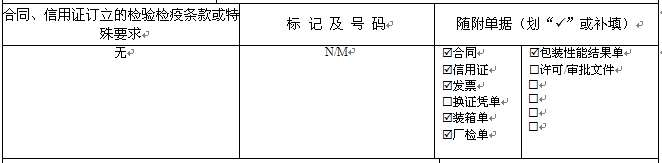 合同、信用证订立的检验检疫条款或特
殊要求
标 记 及 号 码
随附单据（划“✓”或补填）
无
N/M
☑合同
☑信用证
☑发票
☐换证凭单
☑装箱单
☑厂检单
☑包装性能结果单
☐许可/审批文件
☐
☐
☐
☐